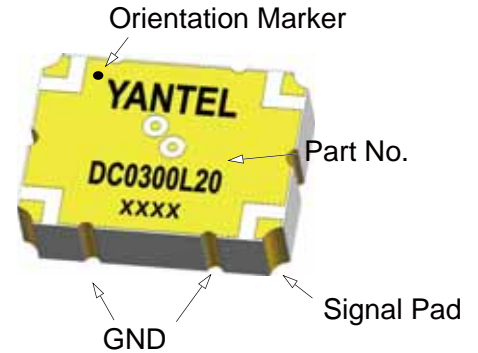 Orientation Marker
YANTEL
Part No.
DC0300L20
xxxx
Signal Pad
GND